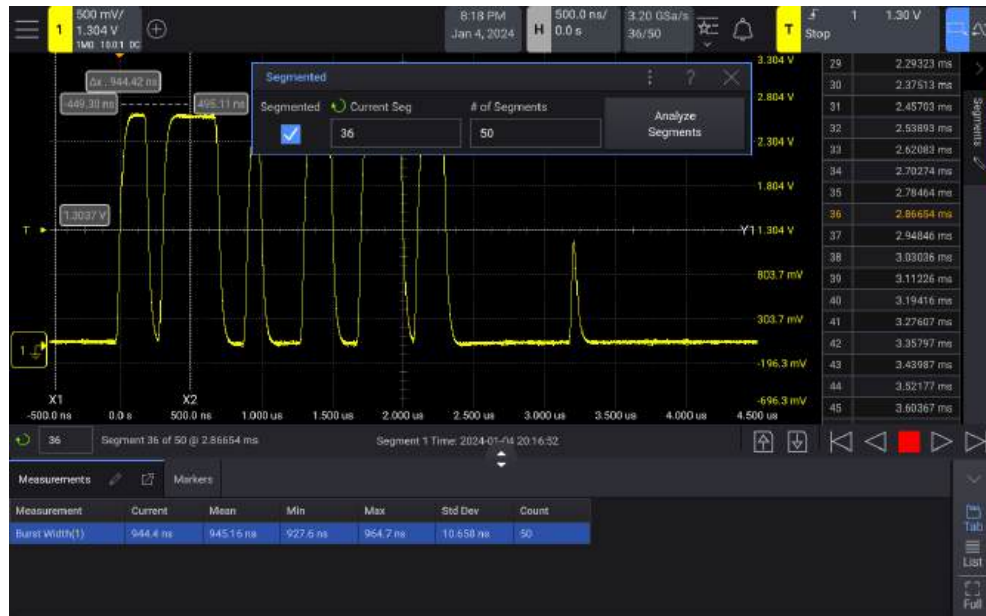 500 mV/
1
1.304 V
1MΩ 10.0:1 DC
8:18 PM
Jan 4, 2024
H
500.0 ns/
0.0 s
3.20 GSa/s
36/50
T
Stop
1
1.30 V
Δx : 944.42 ns
-449.30 ns
495.11 ns
1.3037 V
T
1
Segmented
?
Segmented
Current Seg
# of Segments
36
50
Analyze
Segments
3.304 V
2.804 V
2.304 V
1.804 V
Y1 1.304 V
803.7 mV
303.7 mV
-196.3 mV
-696.3 mV
X1
X2
-500.0 ns
0.0 s
500.0 ns
1.000 us
1.500 us
2.000 us
2.500 us
3.000 us
3.500 us
4.000 us
4.500 us
29 2.29323 ms
30 2.37513 ms
31 2.45703 ms
32 2.53893 ms
33 2.62083 ms
34 2.70274 ms
35 2.78464 ms
36 2.86654 ms
37 2.94846 ms
38 3.03036 ms
39 3.11226 ms
40 3.19416 ms
41 3.27607 ms
42 3.35797 ms
43 3.43987 ms
44 3.52177 ms
45 3.60367 ms
Segments
36
Segment 36 of 50 @ 2.86654 ms
Segment 1 Time: 2024-01-04 20:16:52
Measurements
Markers
Measurement Current Mean Min Max Std Dev Count
Burst Width(1) 944.4 ns 945.16 ns 927.6 ns 964.7 ns 10.658 ns 50
Tab
List
Full